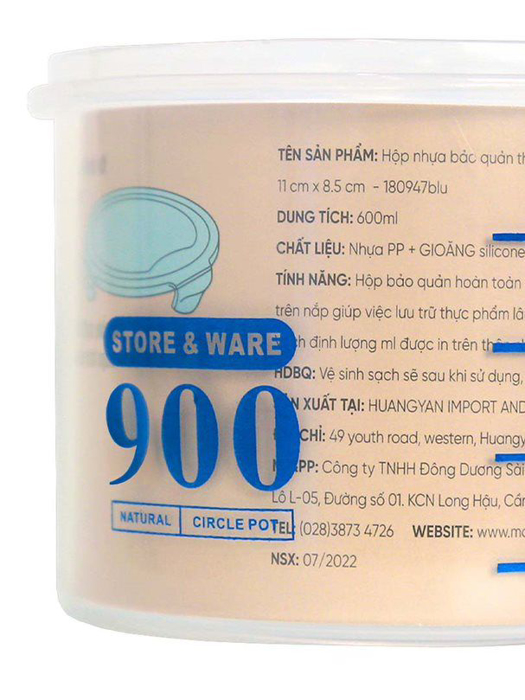 TÊN SẢN PHẨM: Hộp nhựa bảo quản
11 cm x 8.5 cm - 180947blu
DUNG TÍCH: 600ml
CHẤT LIỆU: Nhựa PP + GIOĂNG silicone
TÍNH NĂNG: Hộp bảo quản hoàn toàn
trên nắp giúp việc lưu trữ thực phẩm
định lượng ml được in trên
HDBQ: Vệ sinh sạch sẽ sau khi sử dụng,
XUẤT TẠI: HUANGYAN IMPORT AND
CHỈ: 49 youth road, western,
Công ty TNHH Đông Dương
Lô L-05, Đường số 01. KCN Long Hậu,
TEL: (028)3873 4726 WEBSITE:
NSX: 07/2022
STORE & WARE
900
NATURAL CIRCLE POT